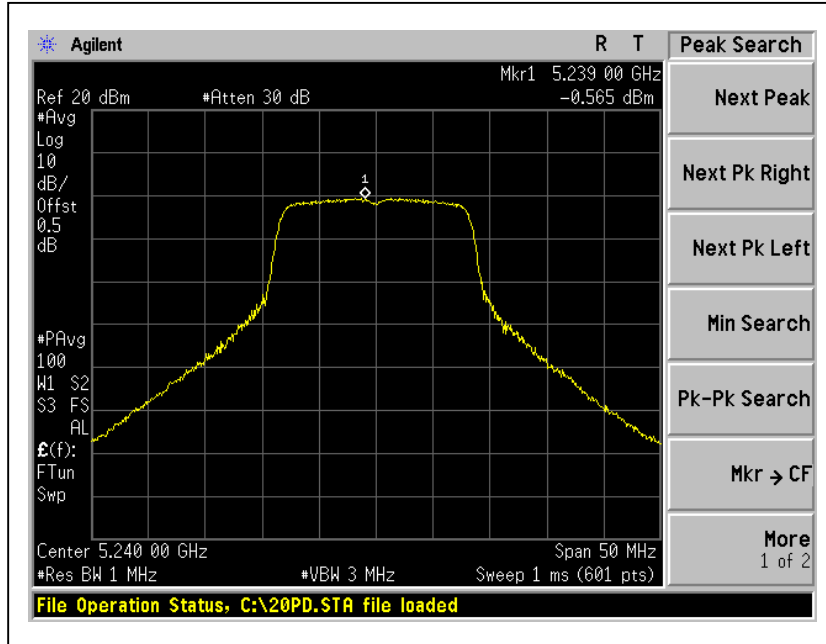 Agilent R T
Peak Search
Mkr1 5.239 00 GHz
Ref 20 dBm #Atten 30 dB -0.565 dBm
#Avg
Log
10
dB/
Offst
0.5
dB
1
#PAvg
100
W1 S2
S3 FS
AL
£(f):
FTun
Swp
Center 5.240 00 GHz Span 50 MHz
#Res BW 1 MHz #VBW 3 MHz Sweep 1 ms (601 pts)
File Operation Status, C:\20PD.STA file loaded
Next Peak
Next Pk Right
Next Pk Left
Min Search
Pk-Pk Search
Mkr → CF
More
1 of 2